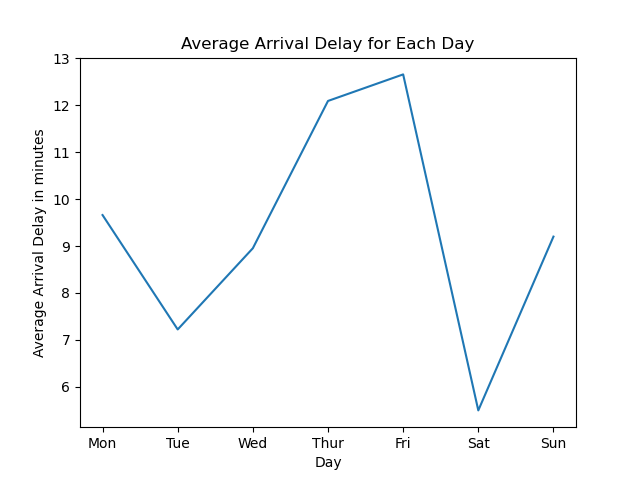 Average Arrival Delay for Each Day
Average Arrival Delay in minutes
13
12
11
10
9
8
7
6
Mon Tue Wed Thur Fri Sat Sun
Day